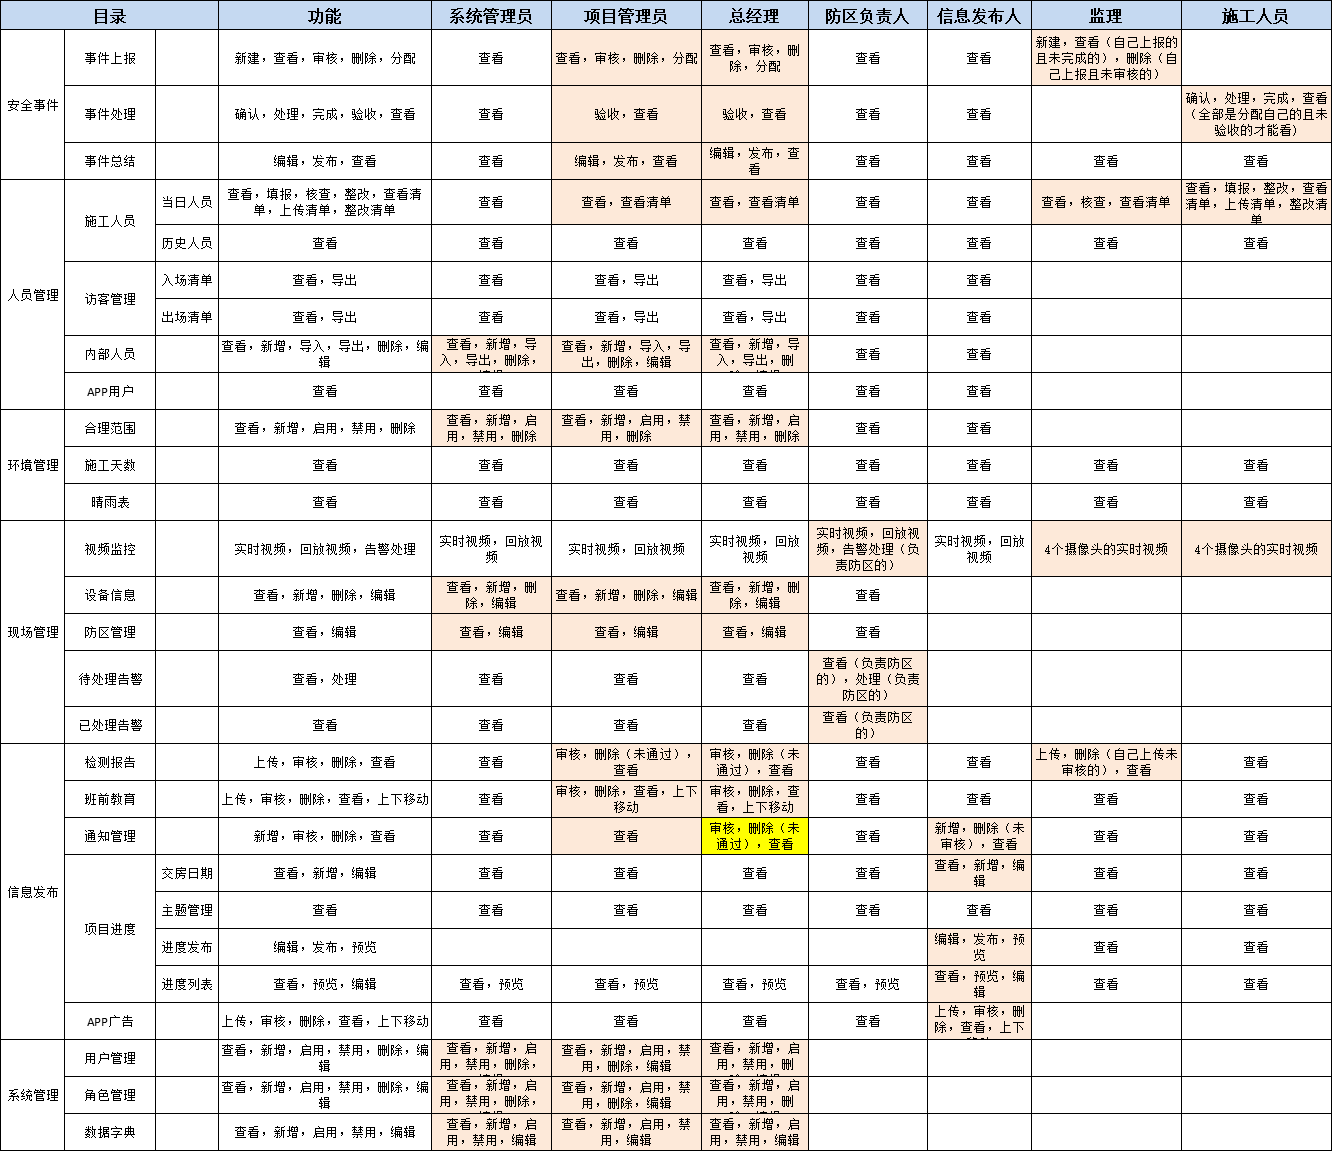 目录 功能 系统管理员 项目管理员 总经理 防区负责人 信息发布人 监理 施工人员
安全事件
事件上报 新建，查看，审核，删除，分配 查看 查看，审核，删除，分配 查看，审核，删除，分配 查看 查看 新建，查看（自己上报的且未完成的），删除（自己上报且未审核的）
事件处理 确认，处理，完成，验收，查看 查看 验收，查看 验收，查看 查看 查看 确认，处理，完成，查看（全部是分配自己的且未验收的才能看）
事件总结 编辑，发布，查看 查看 编辑，发布，查看 编辑，发布，查看 查看 查看 查看 查看
人员管理
施工人员
当日人员 查看，填报，核查，整改，查看清单，上传清单，整改清单 查看 查看，查看清单 查看，查看清单 查看 查看 查看，核查，查看清单 查看，填报，整改，查看清单，上传清单，整改清单
历史人员 查看 查看 查看 查看 查看 查看 查看 查看
访客管理
入场清单 查看，导出 查看 查看，导出 查看，导出 查看 查看
出场清单 查看，导出 查看 查看，导出 查看，导出 查看 查看
内部人员 查看，新增，导入，导出，删除，编辑 查看，新增，导入，导出，删除， 查看，新增，导入，导出，删除，编辑 查看，新增，导入，导出，删 查看 查看
APP用户 查看 查看 查看 查看 查看 查看
环境管理
合理范围 查看，新增，启用，禁用，删除 查看，新增，启用，禁用，删除 查看，新增，启用，禁用，删除 查看，新增，启用，禁用，删除 查看 查看
施工天数 查看 查看 查看 查看 查看 查看 查看 查看
晴雨表 查看 查看 查看 查看 查看 查看 查看 查看
现场管理
视频监控 实时视频，回放视频，告警处理 实时视频，回放视频 实时视频，回放视频 实时视频，回放视频 实时视频，回放视频，告警处理（负责防区的） 实时视频，回放视频 4个摄像头的实时视频 4个摄像头的实时视频
设备信息 查看，新增，删除，编辑 查看，新增，删除，编辑 查看，新增，删除，编辑 查看，新增，删除，编辑 查看
防区管理 查看，编辑 查看，编辑 查看，编辑 查看，编辑 查看
待处理告警 查看，处理 查看 查看 查看 查看（负责防区的），处理（负责防区的）
已处理告警 查看 查看 查看 查看 查看（负责防区的）
信息发布
检测报告 上传，审核，删除，查看 查看 审核，删除（未通过），查看 审核，删除（未通过），查看 查看 查看 上传，删除（自己上传未审核的），查看 查看
班前教育 上传，审核，删除，查看，上下移动 查看 审核，删除，查看，上下移动 审核，删除，查看，上下移动 查看 查看 查看 查看
通知管理 新增，审核，删除，查看 查看 查看 审核，删除（未通过），查看 查看 新增，删除（未审核），查看 查看 查看
项目进度
交房日期 查看，新增，编辑 查看 查看 查看 查看 查看，新增，编辑 查看 查看
主题管理 查看 查看 查看 查看 查看 查看 查看 查看
进度发布 编辑，发布，预览 编辑，发布，预览 查看 查看
进度列表 查看，预览，编辑 查看，预览 查看，预览 查看，预览 查看，预览 查看，预览，编辑 查看 查看
APP广告 上传，审核，删除，查看，上下移动 查看 查看 查看 查看 上传，审核，删除，查看，上下
系统管理
用户管理 查看，新增，启用，禁用，删除，编辑 查看，新增，启用，禁用，删除， 查看，新增，启用，禁用，删除，编辑 查看，新增，启用，禁用，删
角色管理 查看，新增，启用，禁用，删除，编辑 查看，新增，启用，禁用，删除， 查看，新增，启用，禁用，删除，编辑 查看，新增，启用，禁用，删
数据字典 查看，新增，启用，禁用，编辑 查看，新增，启用，禁用，编辑 查看，新增，启用，禁用，编辑 查看，新增，启用，禁用，编辑